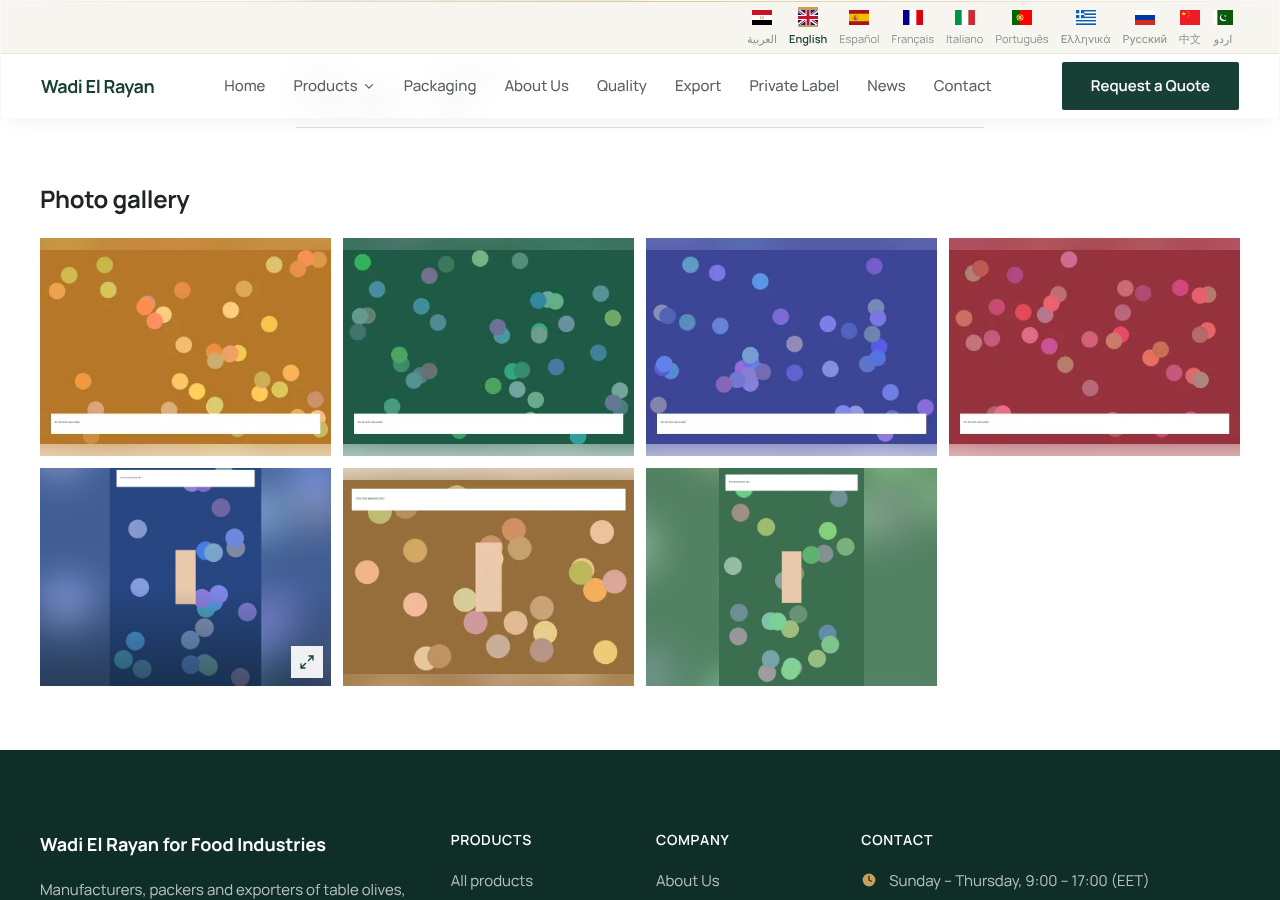 العربية
English
Español
Français
Italiano
Português
Ελληνικά
Русский
中文
اردو
Wadi El Rayan
Home
Products
Packaging
About Us
Quality
Export
Private Label
News
Contact
Request a Quote
Photo gallery
Wadi El Rayan for Food Industries
Manufacturers, packers and exporters of table olives,
PRODUCTS
All products
COMPANY
About Us
CONTACT
Sunday – Thursday, 9:00 – 17:00 (EET)